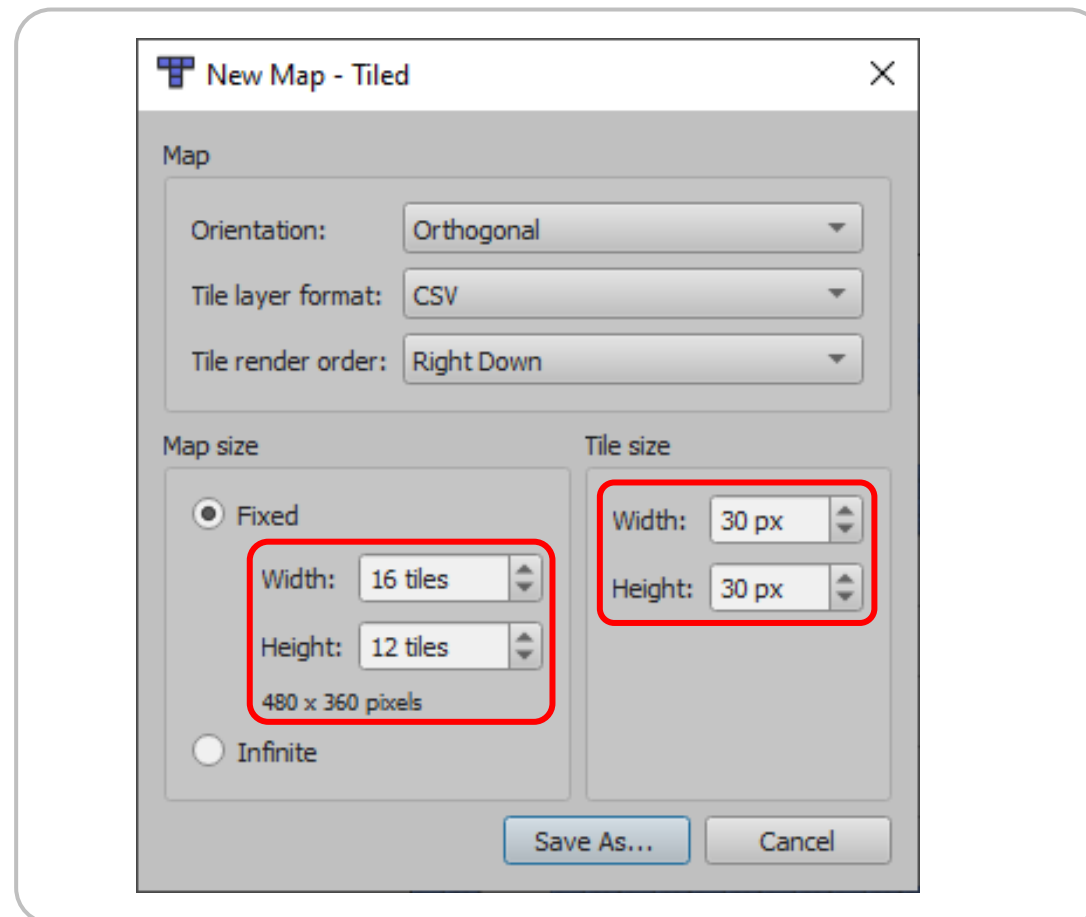 New Map - Tiled
Map
Orientation: Orthogonal
Tile layer format: CSV
Tile render order: Right Down
Map size
Fixed
Width: 16 tiles
Height: 12 tiles
480 x 360 pixels
Infinite
Tile size
Width: 30 px
Height: 30 px
Save As...
Cancel